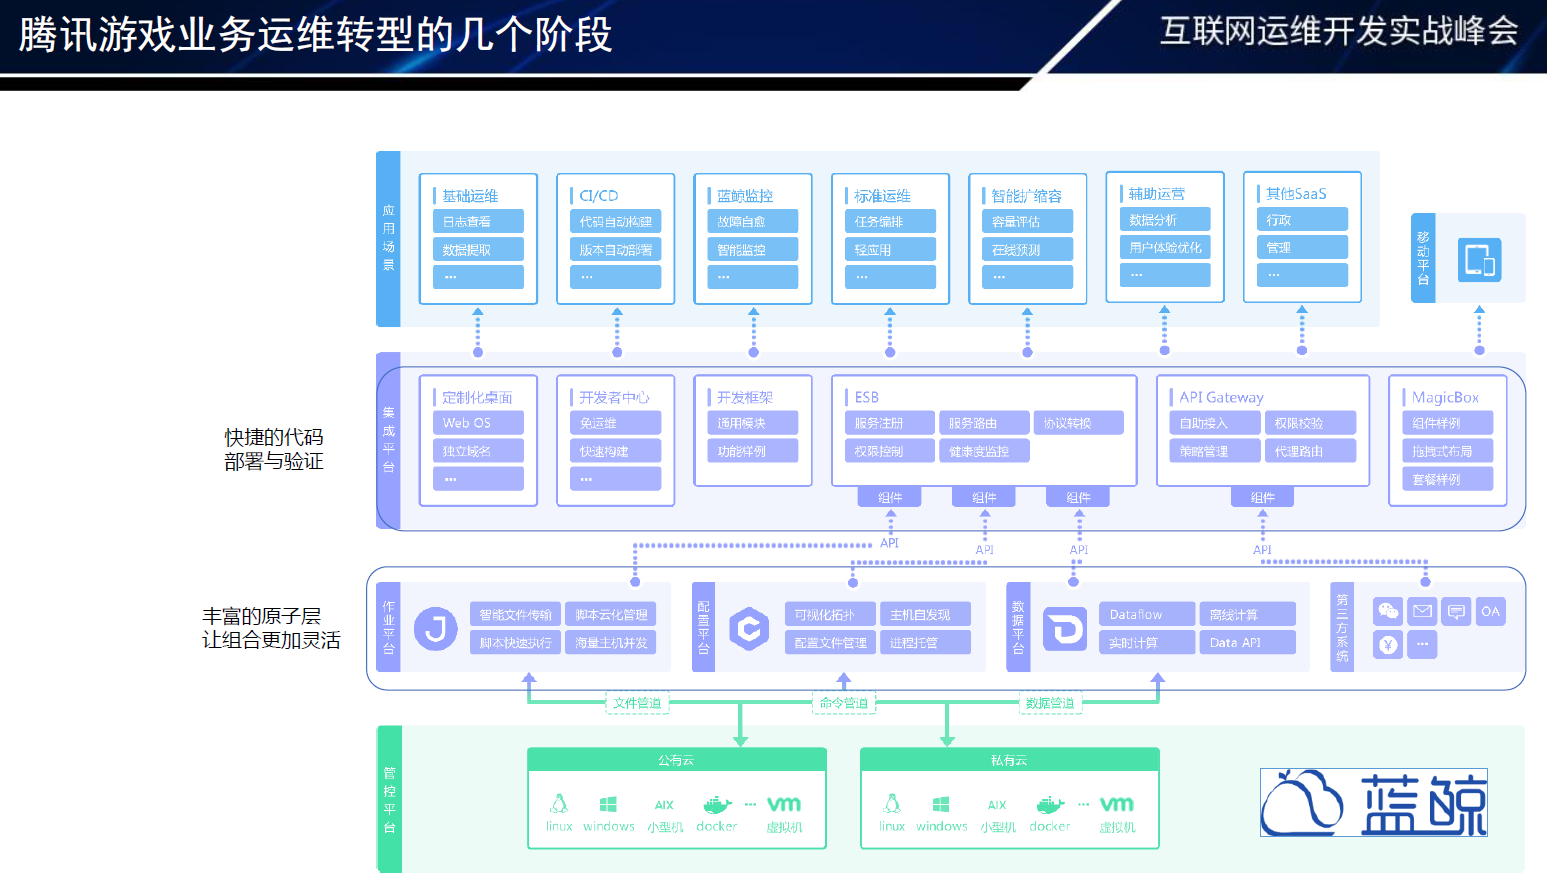 腾讯游戏业务运维转型的几个阶段
互联网运维开发实战峰会
应用场景
基础运维
日志查看
数据提取
...
CI/CD
代码自动构建
版本自动部署
...
蓝鲸监控
故障自愈
智能监控
...
标准运维
任务编排
轻应用
...
智能扩缩容
容量评估
在线预测
...
辅助运营
数据分析
用户体验优化
...
其他SaaS
行政
管理
...
移动平台
快捷的代码
部署与验证
集成平台
定制化桌面
Web OS
独立域名
...
开发者中心
免运维
快速构建
...
开发框架
通用模块
功能样例
ESB
服务注册
服务路由
协议转换
权限控制
健康度监控
组件
组件
组件
API Gateway
自助接入
权限校验
策略管理
代理路由
组件
MagicBox
组件样例
拖拽式布局
套餐样例
API
API
API
API
丰富的原子层
让组合更加灵活
作业平台
J
智能文件传输
脚本云化管理
脚本快速执行
海量主机并发
配置平台
C
可视化拓扑
主机自发现
配置文件管理
进程托管
数据平台
D
Dataflow
离线计算
实时计算
Data API
第三方系统
OA
¥
...
文件管道
命令管道
数据管道
管控平台
公有云
AIX
...
vm
linux
windows
小型机
docker
虚拟机
私有云
AIX
...
vm
linux
windows
小型机
docker
虚拟机
蓝鲸